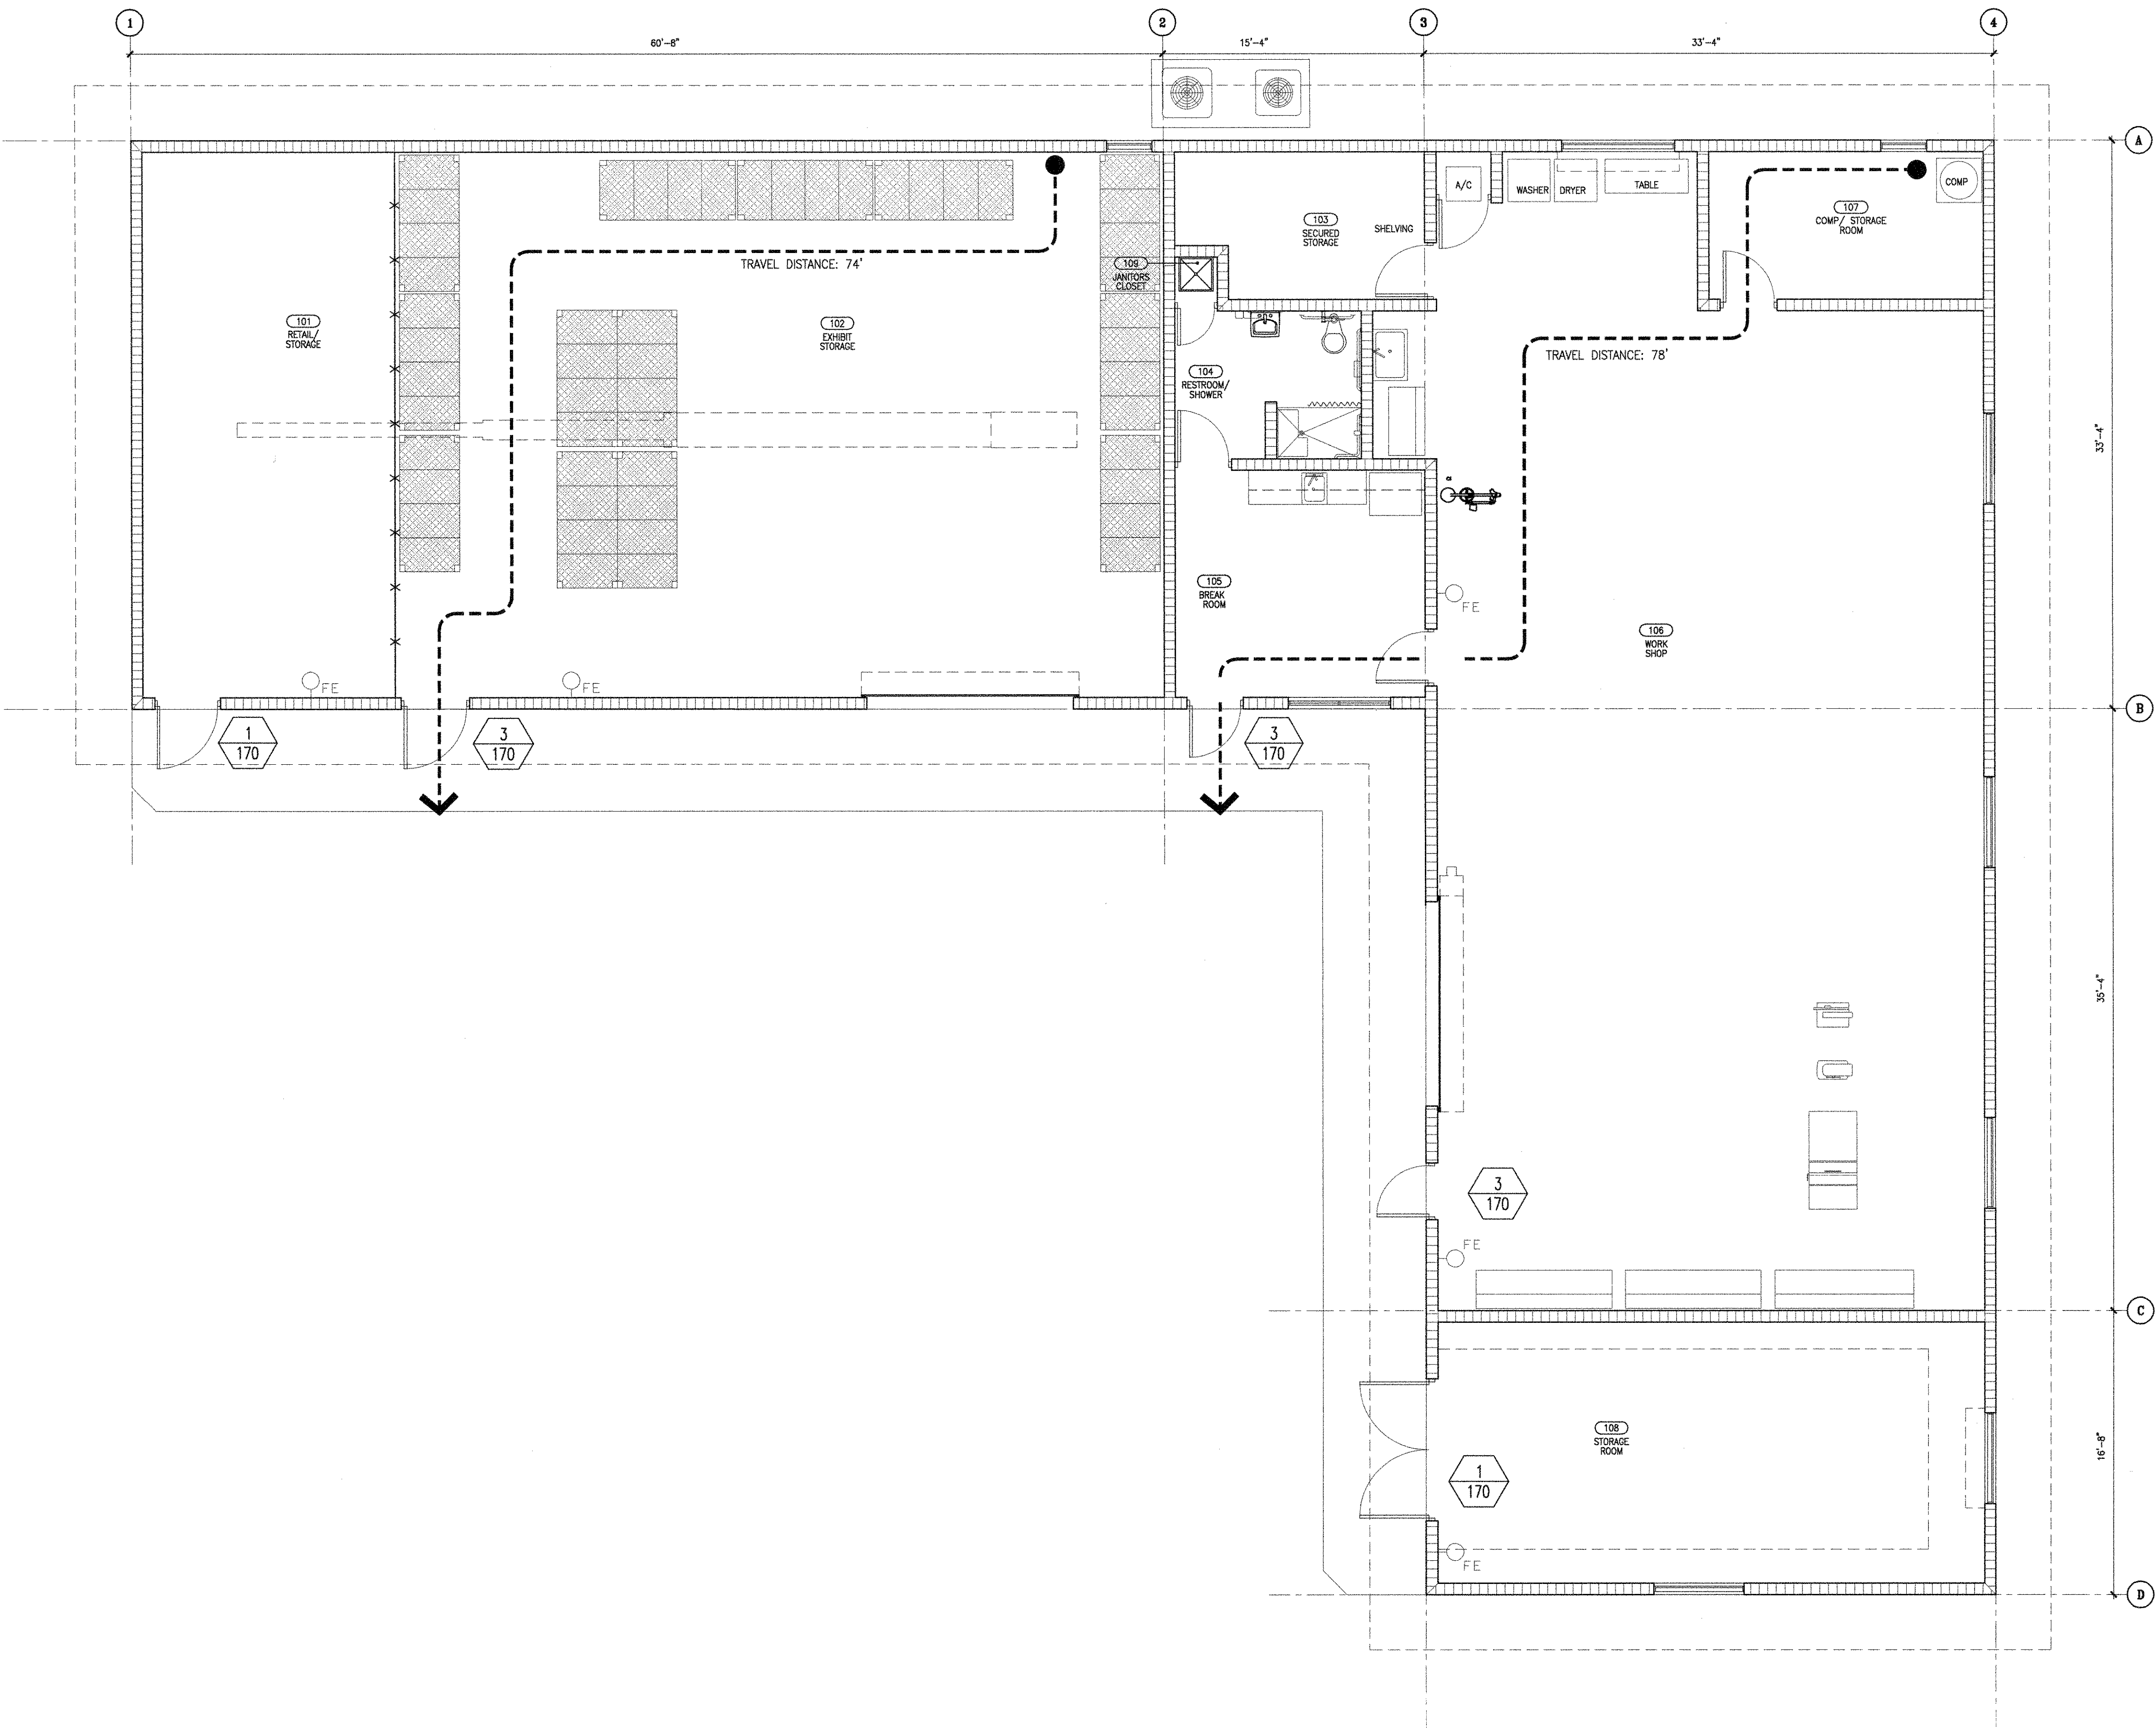 1
2
3
4
60'-8"
15'-4"
33'-4"
A
A/C
WASHER
DRYER
TABLE
COMP
107
COMP/ STORAGE
ROOM
103
SECURED
STORAGE
SHELVING
109
JANITORS
CLOSET
TRAVEL DISTANCE: 74'
101
RETAIL/
STORAGE
102
EXHIBIT
STORAGE
TRAVEL DISTANCE: 78'
104
RESTROOM/
SHOWER
33'-4"
105
BREAK
ROOM
FE
106
WORK
SHOP
FE
FE
B
1
170
3
170
3
170
35'-4"
3
170
FE
C
108
STORAGE
ROOM
16'-8"
1
170
FE
D